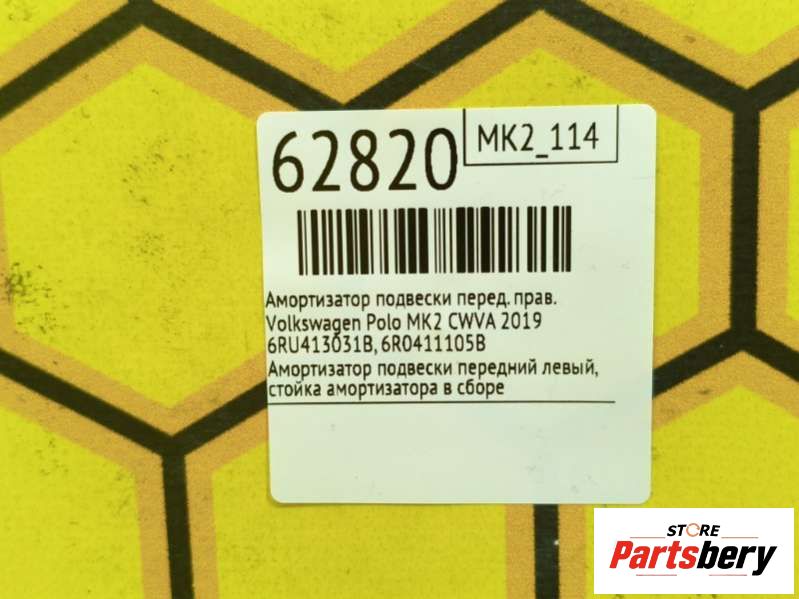 62820
MK2_114
Амортизатор подвески перед. прав.
Volkswagen Polo MK2 CWVA 2019
6RU413031B, 6R0411105B
Амортизатор подвески передний левый,
стойка амортизатора в сборе
STORE
Partsbery